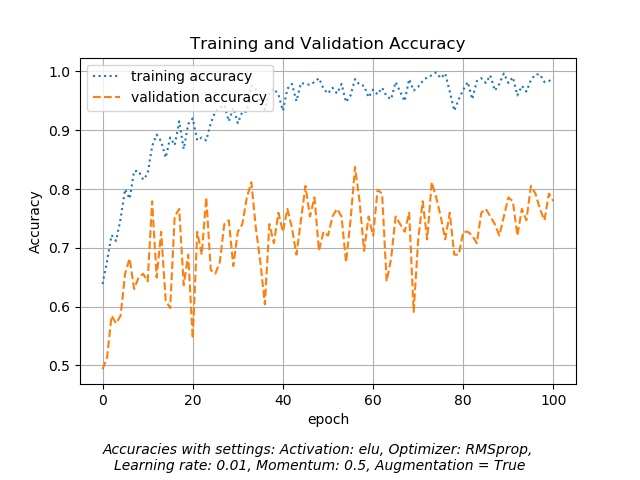 Training and Validation Accuracy
training accuracy
validation accuracy
1.0
0.9
0.8
0.7
0.6
0.5
Accuracy
0 20 40 60 80 100
epoch
Accuracies with settings: Activation: elu, Optimizer: RMSprop,
Learning rate: 0.01, Momentum: 0.5, Augmentation = True